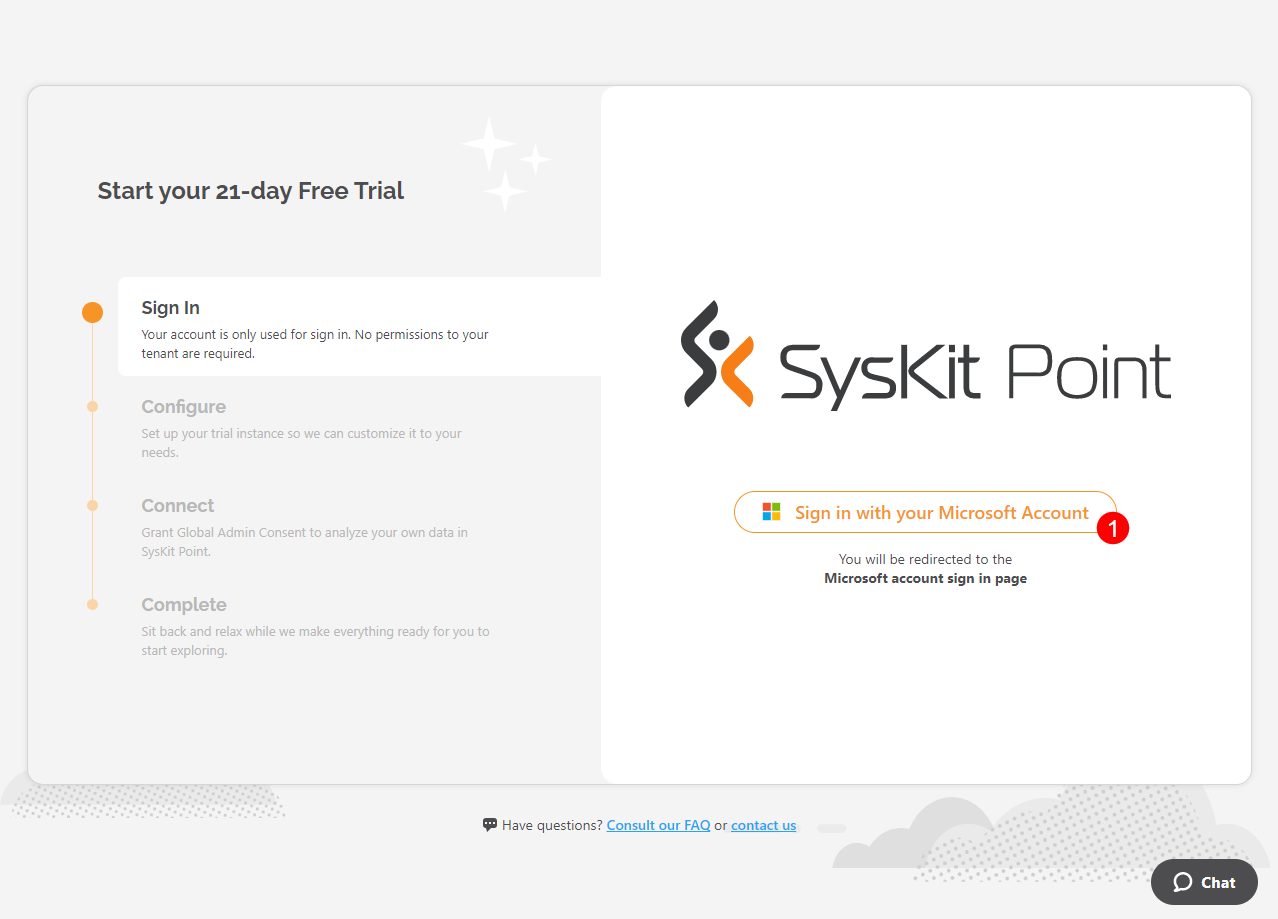 Start your 21-day Free Trial
Sign In
Your account is only used for sign in. No permissions to your
tenant are required.
Configure
Set up your trial instance so we can customize it to your
needs.
Connect
Grant Global Admin Consent to analyze your own data in
SysKit Point.
Complete
Sit back and relax while we make everything ready for you to
start exploring.
SysKit Point
Sign in with your Microsoft Account
1
You will be redirected to the
Microsoft account sign in page
Have questions? Consult our FAQ or contact us
Chat